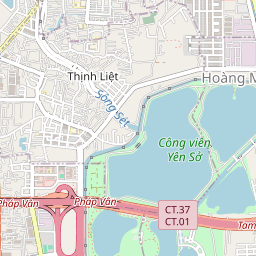 Thịnh Liệt
Hoàng M
Sông Sét
Công viên
Yên Sở
Pháp Vân
Pháp Vân
CT.37
CT.01
Tam